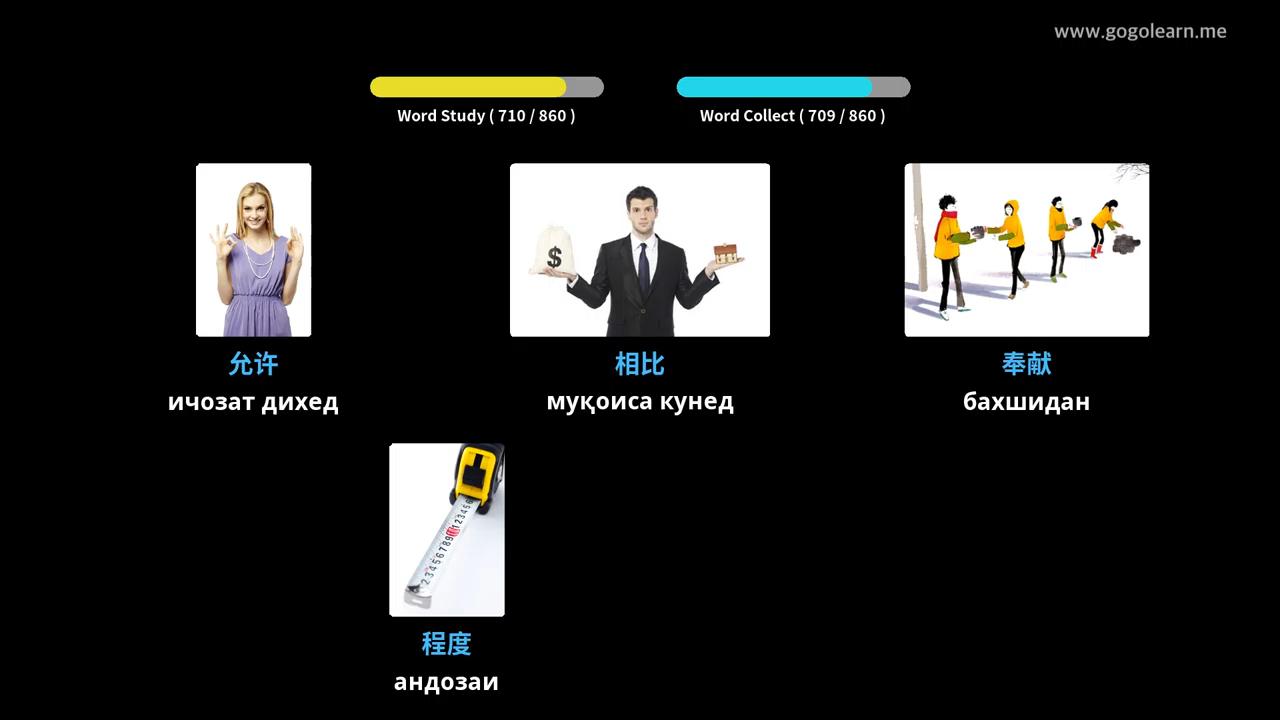 www.gogolearn.me
Word Study ( 710 / 860 )
Word Collect ( 709 / 860 )
允许
ичозат дихед
相比
муқоиса кунед
奉献
бахшидан
程度
андозаи